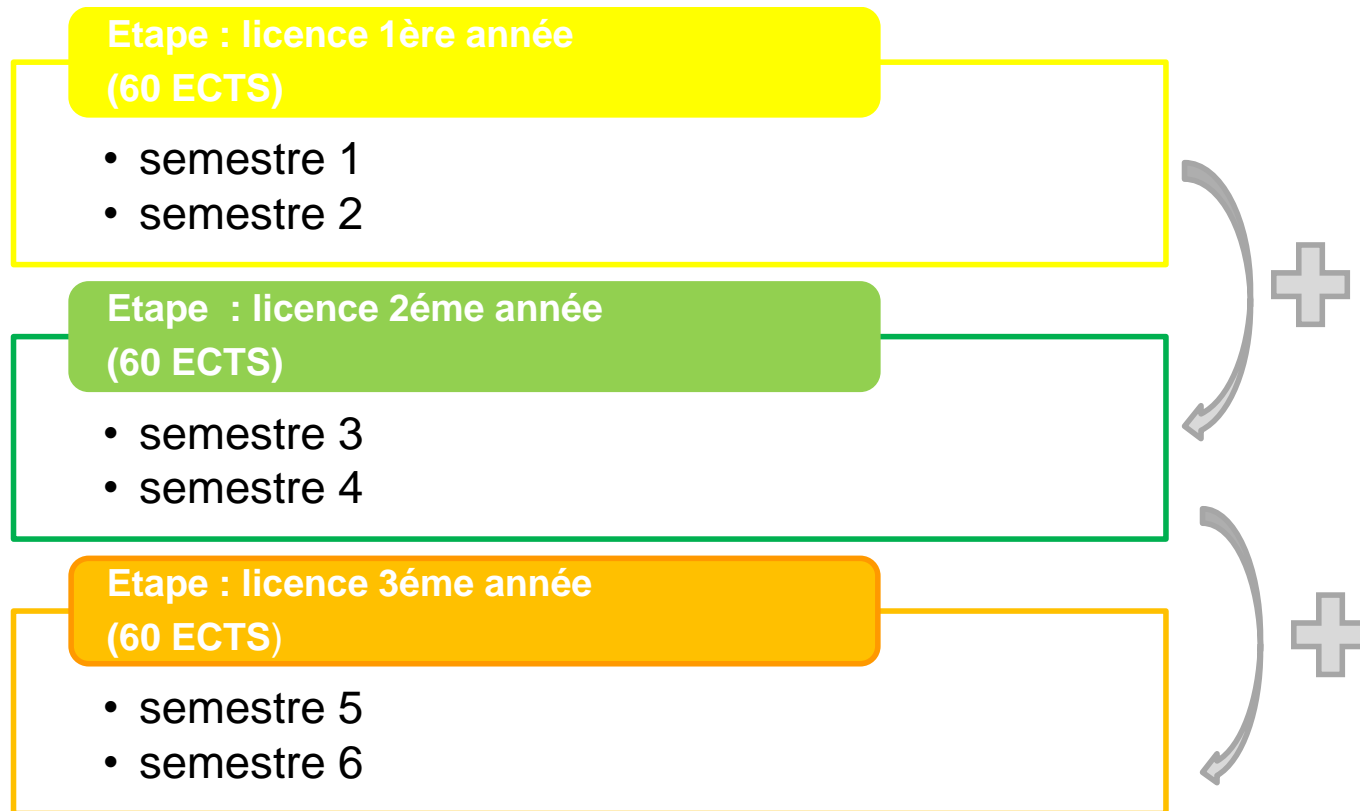 Etape : licence 1ère année
(60 ECTS)
• semestre 1
• semestre 2
Etape  : licence 2éme année
(60 ECTS)
• semestre 3
• semestre 4
Etape : licence 3éme année
(60 ECTS)
• semestre 5
• semestre 6